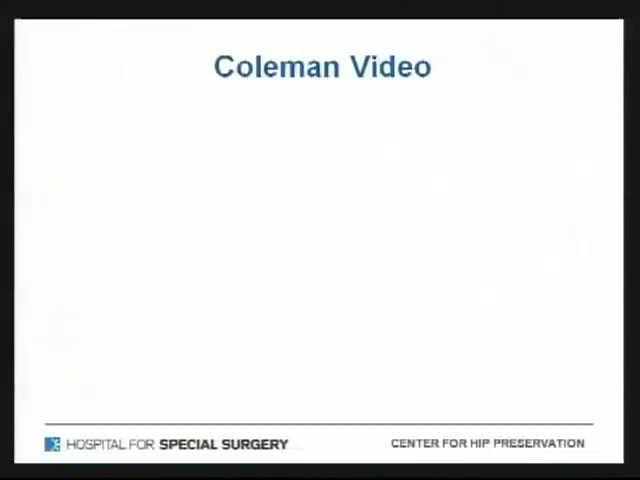 Coleman Video
HOSPITAL FOR SPECIAL SURGERY
CENTER FOR HIP PRESERVATION